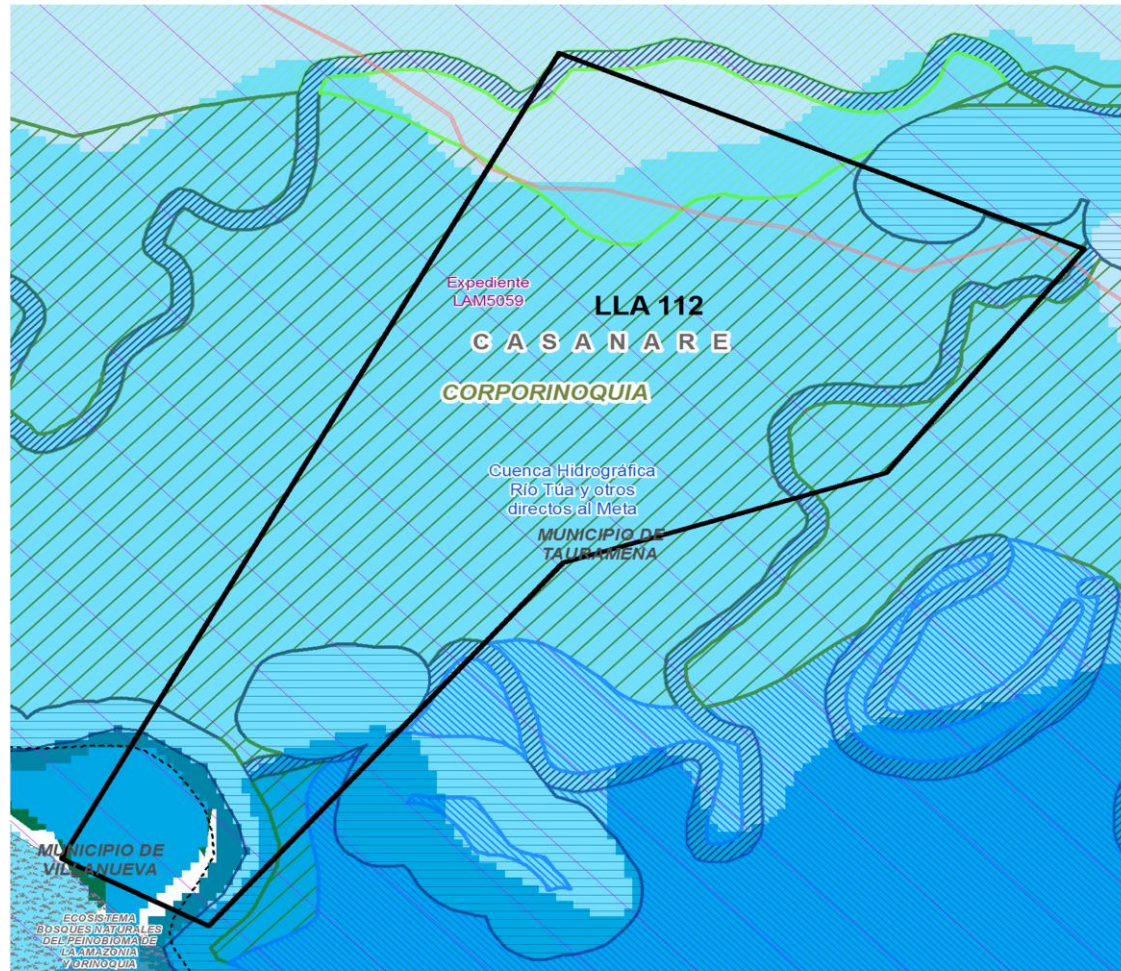 Expediente
LAM5059
LLA 112
CASANARE
CORPORINOQUIA
Cuenca Hidrográfica
Río Túa y otros
directos al Meta
MUNICIPIO DE
TAURAMENA
MUNICIPIO DE
VILLANUEVA
ECOSISTEMA
BOSQUES NATURALES
DEL PEINOBIOMA DE
LA AMAZONIA
Y ORINOQUIA